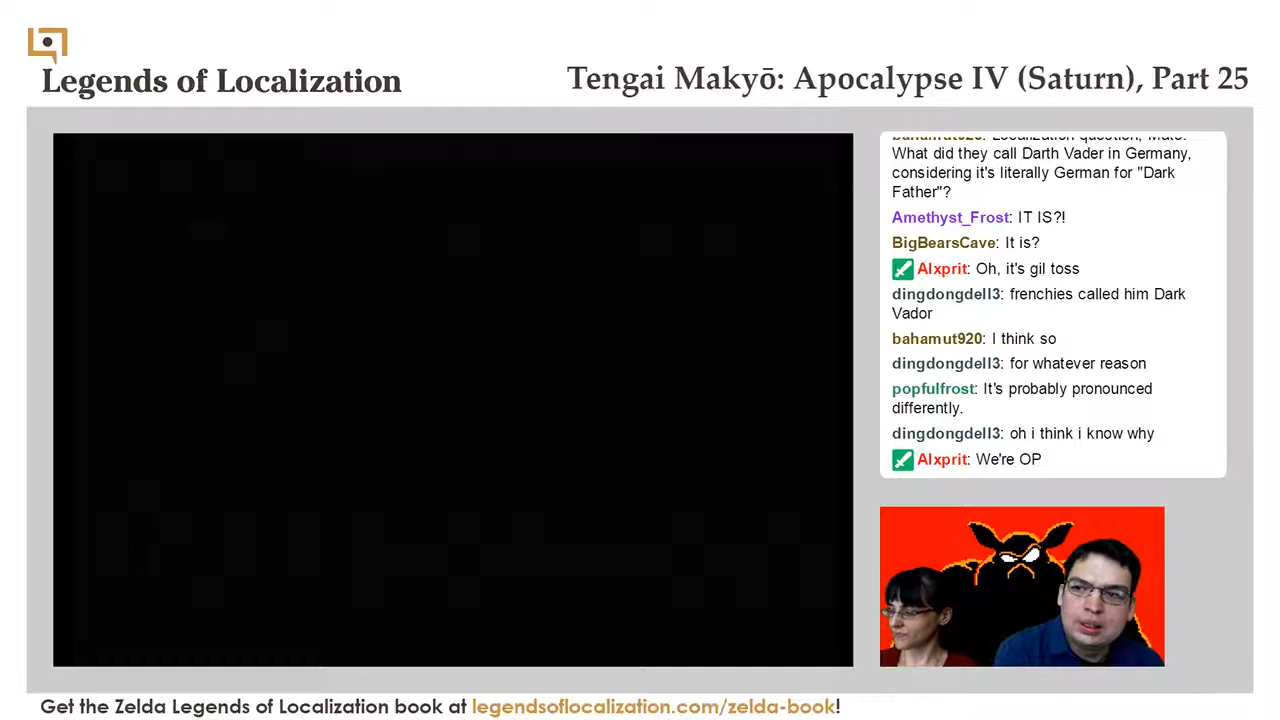 Legends of Localization
Tengai Makyō: Apocalypse IV (Saturn), Part 25
What did they call Darth Vader in Germany,
considering it's literally German for "Dark
Father"?
Amethyst_Frost: IT IS?!
BigBearsCave: It is?
Alxprit: Oh, it's gil toss
dingdongdell3: frenchies called him Dark
Vador
bahamut920: I think so
dingdongdell3: for whatever reason
popfulfrost: It's probably pronounced
differently.
dingdongdell3: oh i think i know why
Alxprit: We're OP
Get the Zelda Legends of Localization book at legendsoflocalization.com/zelda-book!